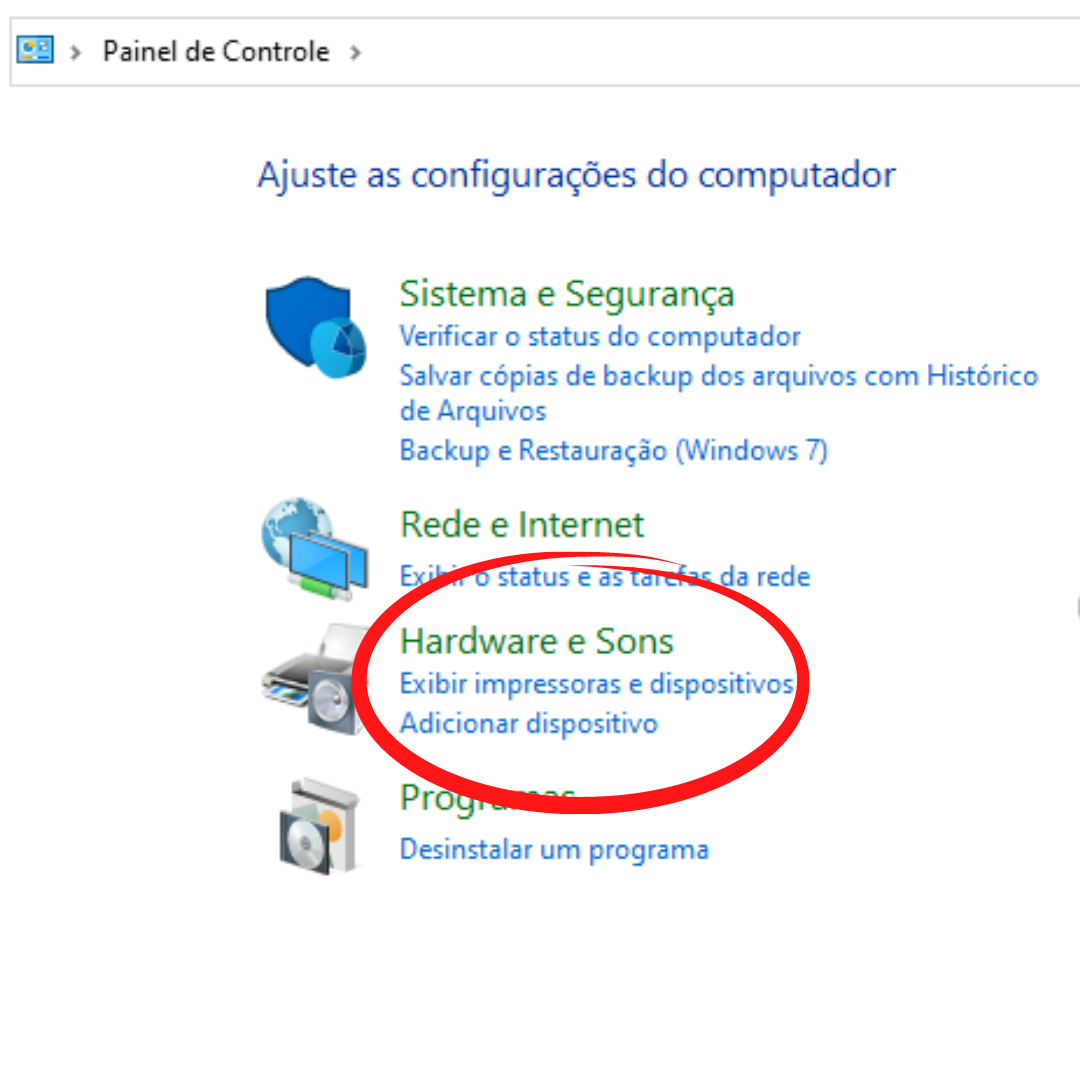 Painel de Controle
Ajuste as configurações do computador
Sistema e Segurança
Verificar o status do computador
Salvar cópias de backup dos arquivos com Histórico
de Arquivos
Backup e Restauração (Windows 7)
Rede e Internet
Exibir o status e as tarefas da rede
Hardware e Sons
Exibir impressoras e dispositivos
Adicionar dispositivo
Programas
Desinstalar um programa